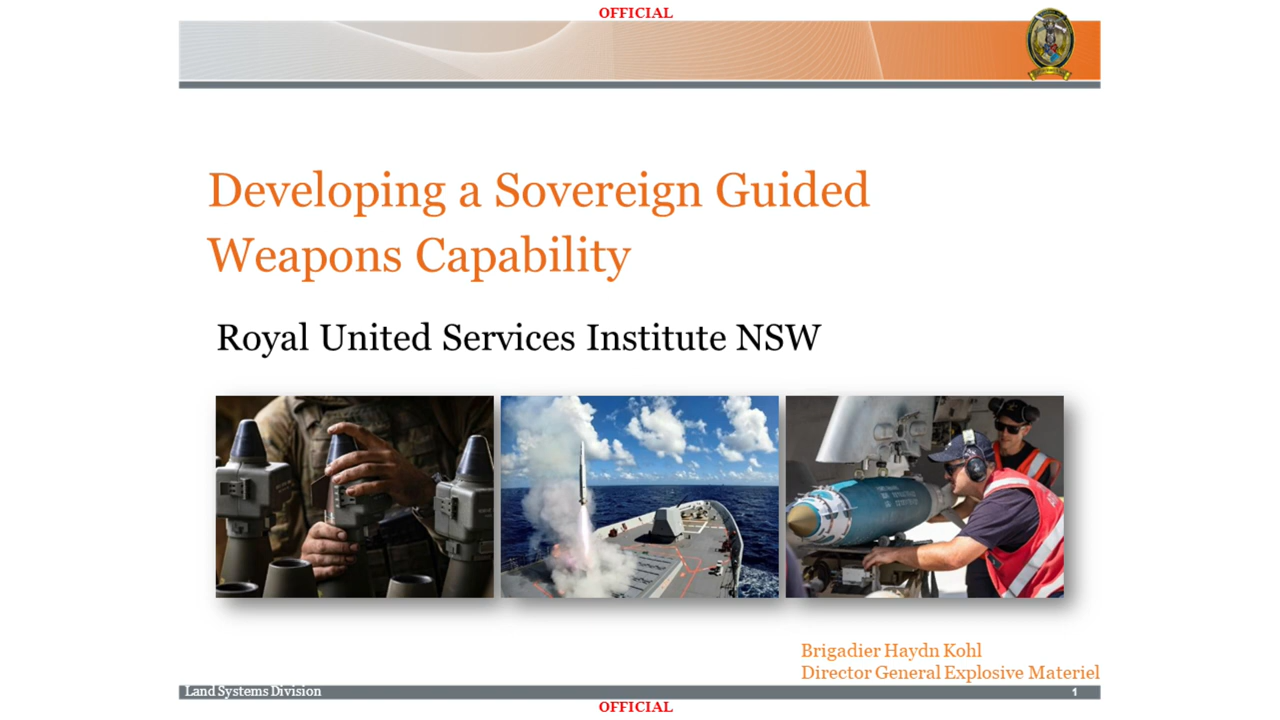 OFFICIAL
Developing a Sovereign Guided
Weapons Capability
Royal United Services Institute NSW
Brigadier Haydn Kohl
Director General Explosive Materiel
Land Systems Division
1
OFFICIAL